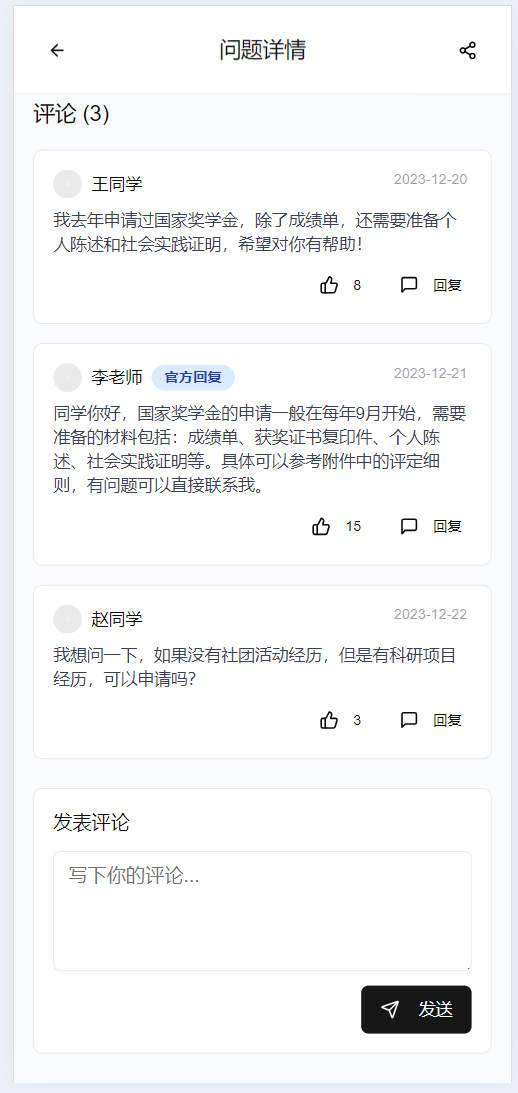 问题详情
评论 (3)
王同学
2023-12-20
我去年申请过国家奖学金，除了成绩单，还需要准备个
人陈述和社会实践证明，希望对你有帮助！
8
回复
李老师
官方回复
2023-12-21
同学你好，国家奖学金的申请一般在每年9月开始，需要
准备的材料包括：成绩单、获奖证书复印件、个人陈
述、社会实践证明等。具体可以参考附件中的评定细
则，有问题可以直接联系我。
15
回复
赵同学
2023-12-22
我想问一下，如果没有社团活动经历，但是有科研项目
经历，可以申请吗？
3
回复
发表评论
写下你的评论...
发送